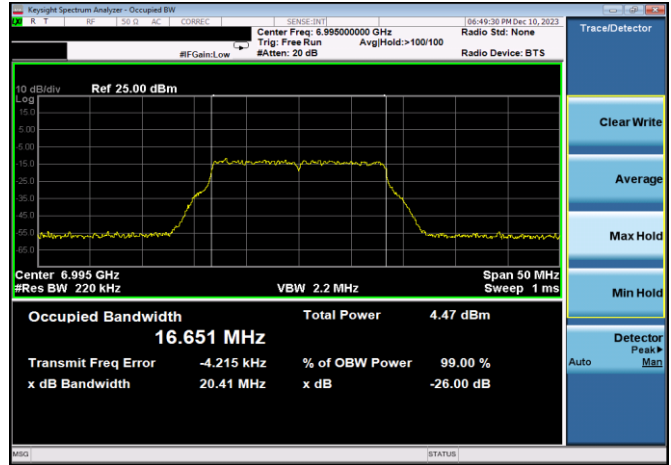 Keysight Spectrum Analyzer - Occupied BW
R T RF 50 Ω AC CORREC SENSE:INT 06:49:30 PM Dec 10, 2023
Center Freq: 6.995000000 GHz Radio Std: None
Trig: Free Run Avg|Hold:>100/100
#IFGain:Low #Atten: 20 dB Radio Device: BTS
Trace/Detector
10 dB/div Ref 25.00 dBm
Log
15.0
5.00
-5.00
-15.0
-25.0
-35.0
-45.0
-55.0
-65.0
Center 6.995 GHz Span 50 MHz
#Res BW 220 kHz VBW 2.2 MHz Sweep 1 ms
Occupied Bandwidth Total Power 4.47 dBm
16.651 MHz
Transmit Freq Error -4.215 kHz % of OBW Power 99.00 %
x dB Bandwidth 20.41 MHz x dB -26.00 dB
Clear Write
Average
Max Hold
Min Hold
Detector
Peak▶
Auto Man
MSG STATUS